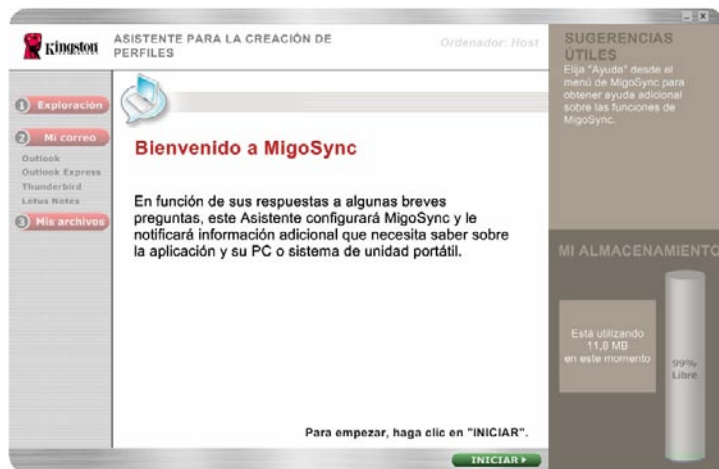 Kingston
ASISTENTE PARA LA CREACIÓN DE
PERFILES
Ordenador: Host
1 Exploración
2 Mi correo
Outlook
Outlook Express
Thunderbird
Lotus Notes
3 Mis archivos
Bienvenido a MigoSync
En función de sus respuestas a algunas breves
preguntas, este Asistente configurará MigoSync y le
notificará información adicional que necesita saber sobre
la aplicación y su PC o sistema de unidad portátil.
Para empezar, haga clic en "INICIAR".
INICIAR
SUGERENCIAS
ÚTILES
Elija "Ayuda" desde el
menú de MigoSync para
obtener ayuda adicional
sobre las funciones de
MigoSync.
MI ALMACENAMIENTO
Está utilizando
11,8 MB
en este momento
99%
Libre